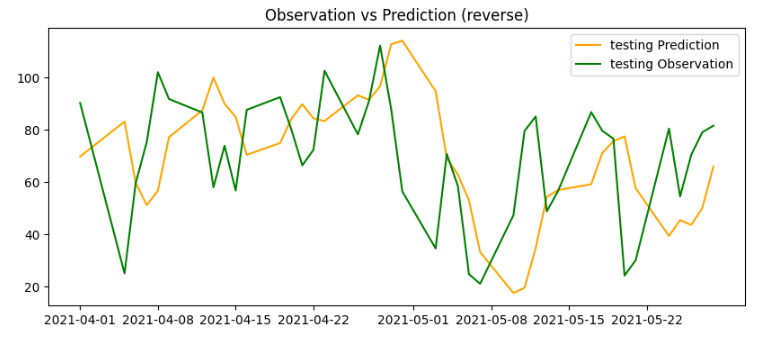 Observation vs Prediction (reverse)
testing Prediction
testing Observation
100
80
60
40
20
2021-04-01 2021-04-08 2021-04-15 2021-04-22 2021-05-01 2021-05-08 2021-05-15 2021-05-22